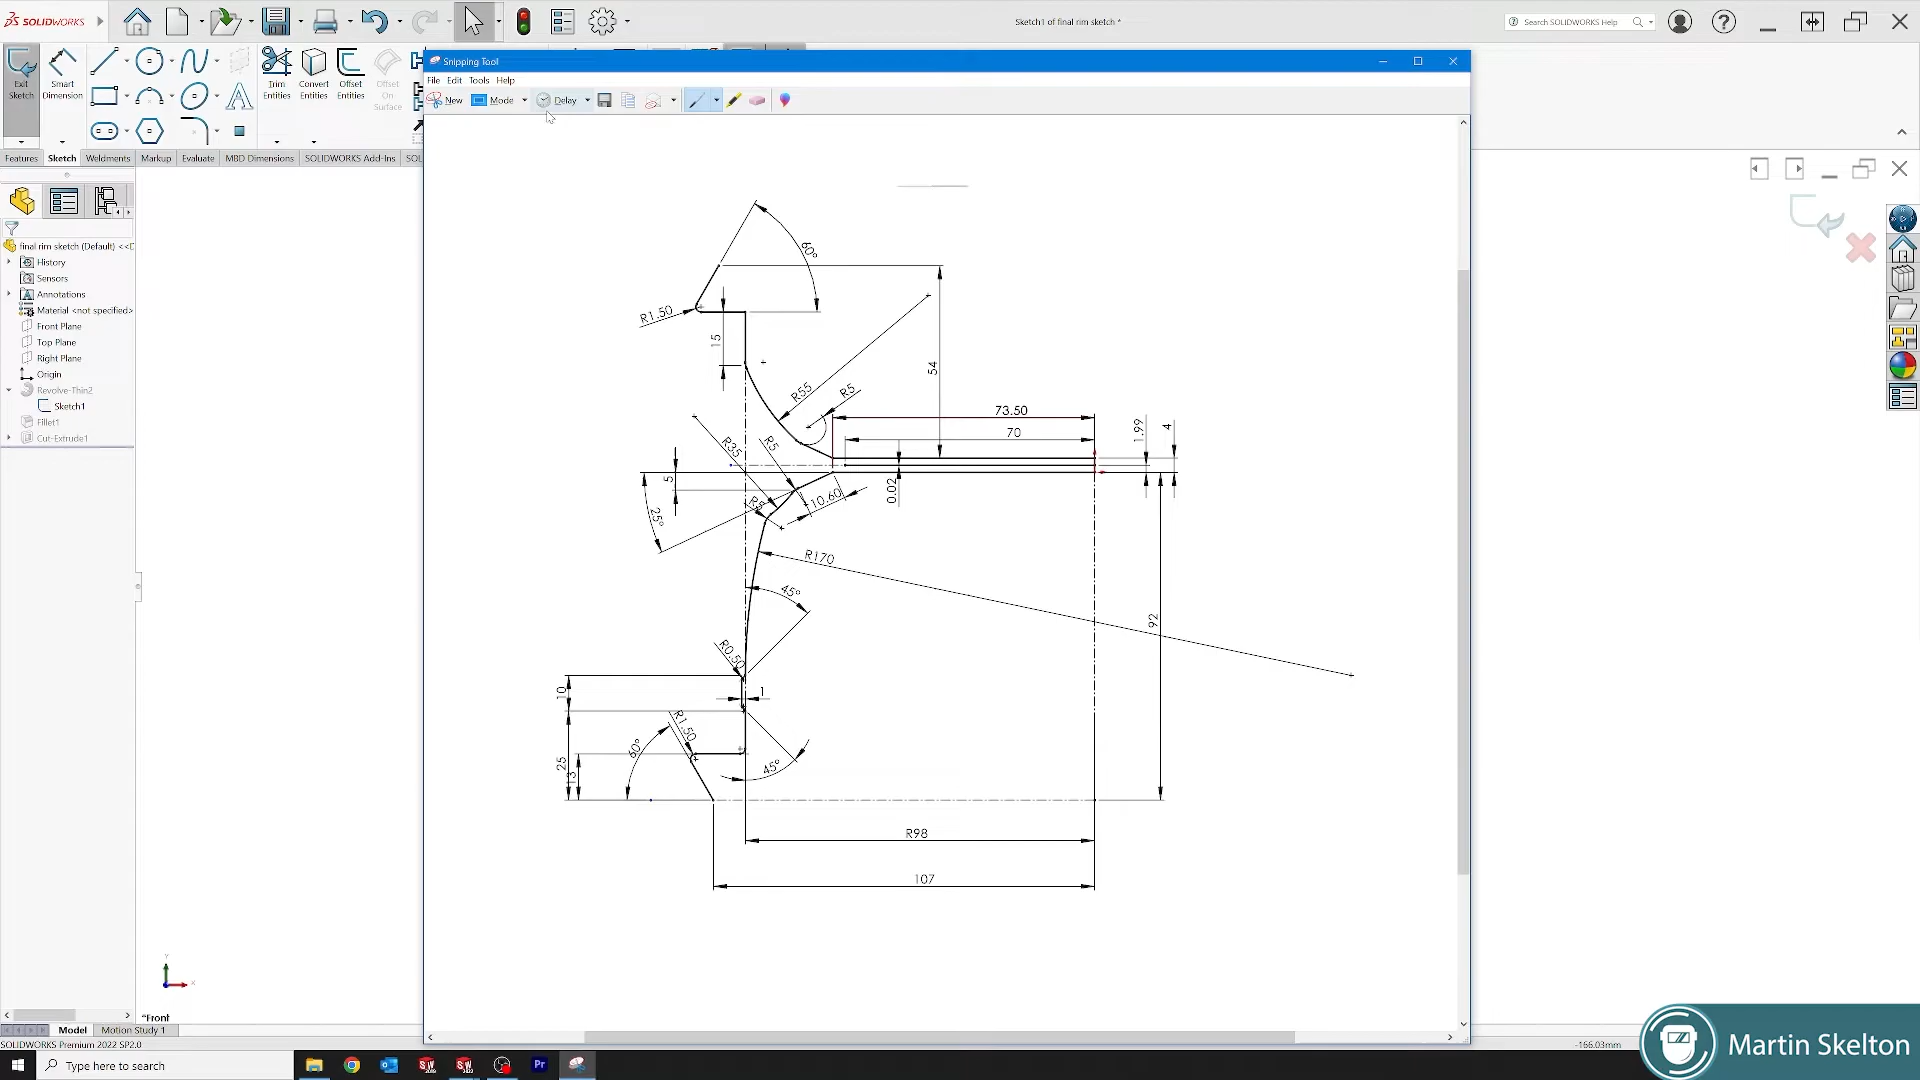 SOLIDWORKS
Sketch1 of final rim sketch *
Search SOLIDWORKS Help
Exit Sketch
Smart Dimension
Trim Entities
Convert Entities
Offset Entities
Offset On Surface
Features
Sketch
Weldments
Markup
Evaluate
MBD Dimensions
SOLIDWORKS Add-Ins
SOL
Snipping Tool
File Edit Tools Help
New
Mode
Delay
final rim sketch (Default) <<D
History
Sensors
Annotations
Material <not specified>
Front Plane
Top Plane
Right Plane
Origin
Revolve-Thin2
Sketch1
Fillet1
Cut-Extrude1
60°
R1.50
15
54
R55
R5
73.50
70
1.99
4
R35
R5
5
10.60
0.02
R5
25°
R170
45°
92
R0.50
10
1
R1.50
60°
25
13
45°
R98
107
Y
X
*Front
Model
Motion Study 1
SOLIDWORKS Premium 2022 SP2.0
-166.03mm
Type here to search
SW
2019
SW
2022
Pr
Martin Skelton